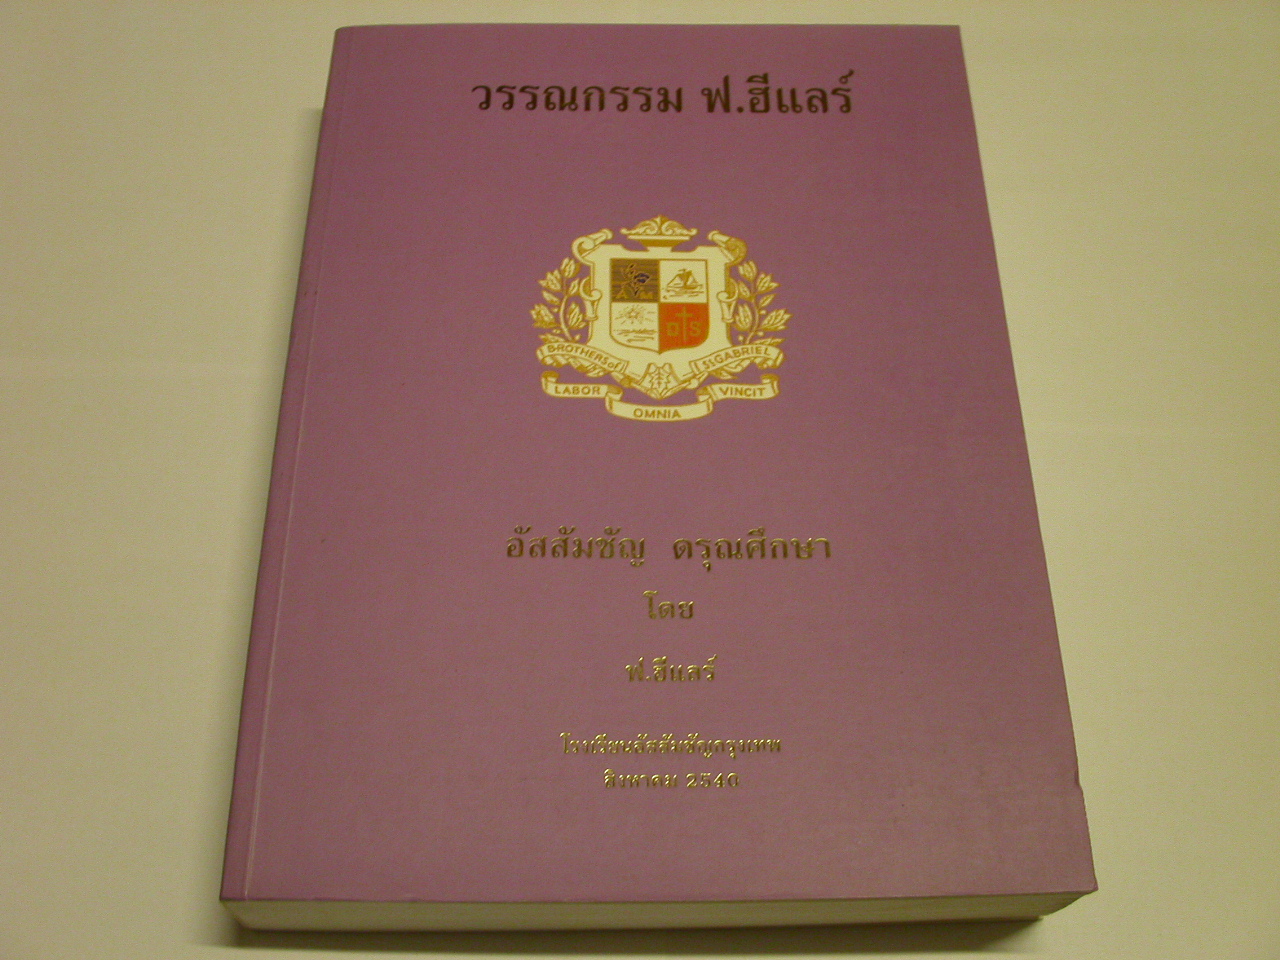 วรรณกรรม ฟ.ฮีแลร์
A M
D S
BROTHERS of ST GABRIEL
LABOR OMNIA VINCIT
อัสสัมชัญ ดรุณศึกษา
โดย
ฟ.ฮีแลร์
โรงเรียนอัสสัมชัญกรุงเทพ
สิงหาคม 2540